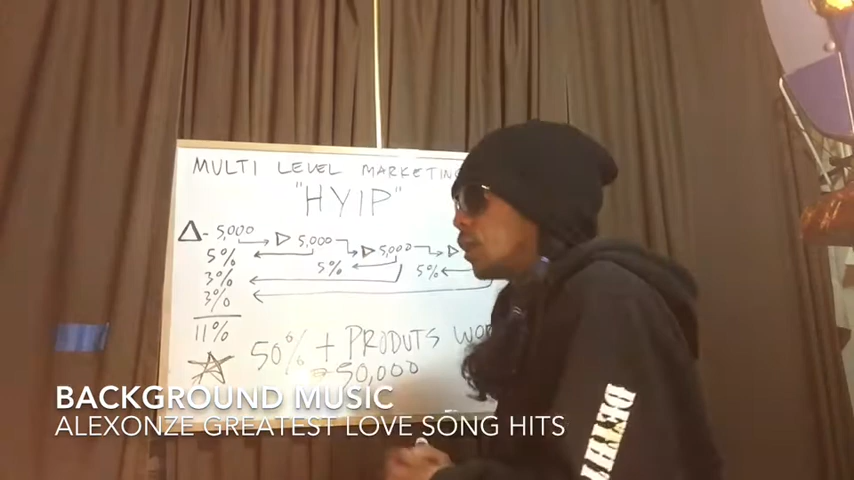 MULTI LEVEL MARKETING
"HYIP"
5,000 5,000 5,000
5% 5% 5%
3%
3%
11%
50% + PRODUTS
50,000
BACKGROUND MUSIC
ALEXONZE GREATEST LOVE SONG HITS